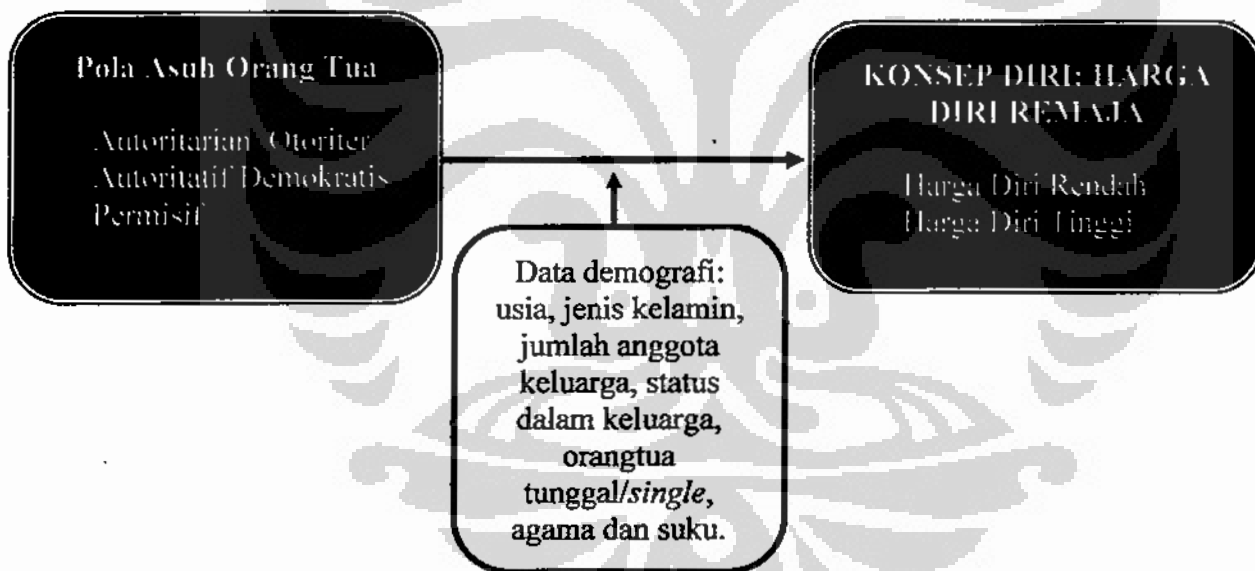 Pola Asuh Orang Tua
Autoritarian Otoriter
Autoritatif Demokratis
Permisif
KONSEP DIRI: HARGA
DIRI REMAJA
Harga Diri Rendah
Harga Diri Tinggi
Data demografi:
usia, jenis kelamin,
jumlah anggota
keluarga, status
dalam keluarga,
orangtua
tunggal/single,
agama dan suku.